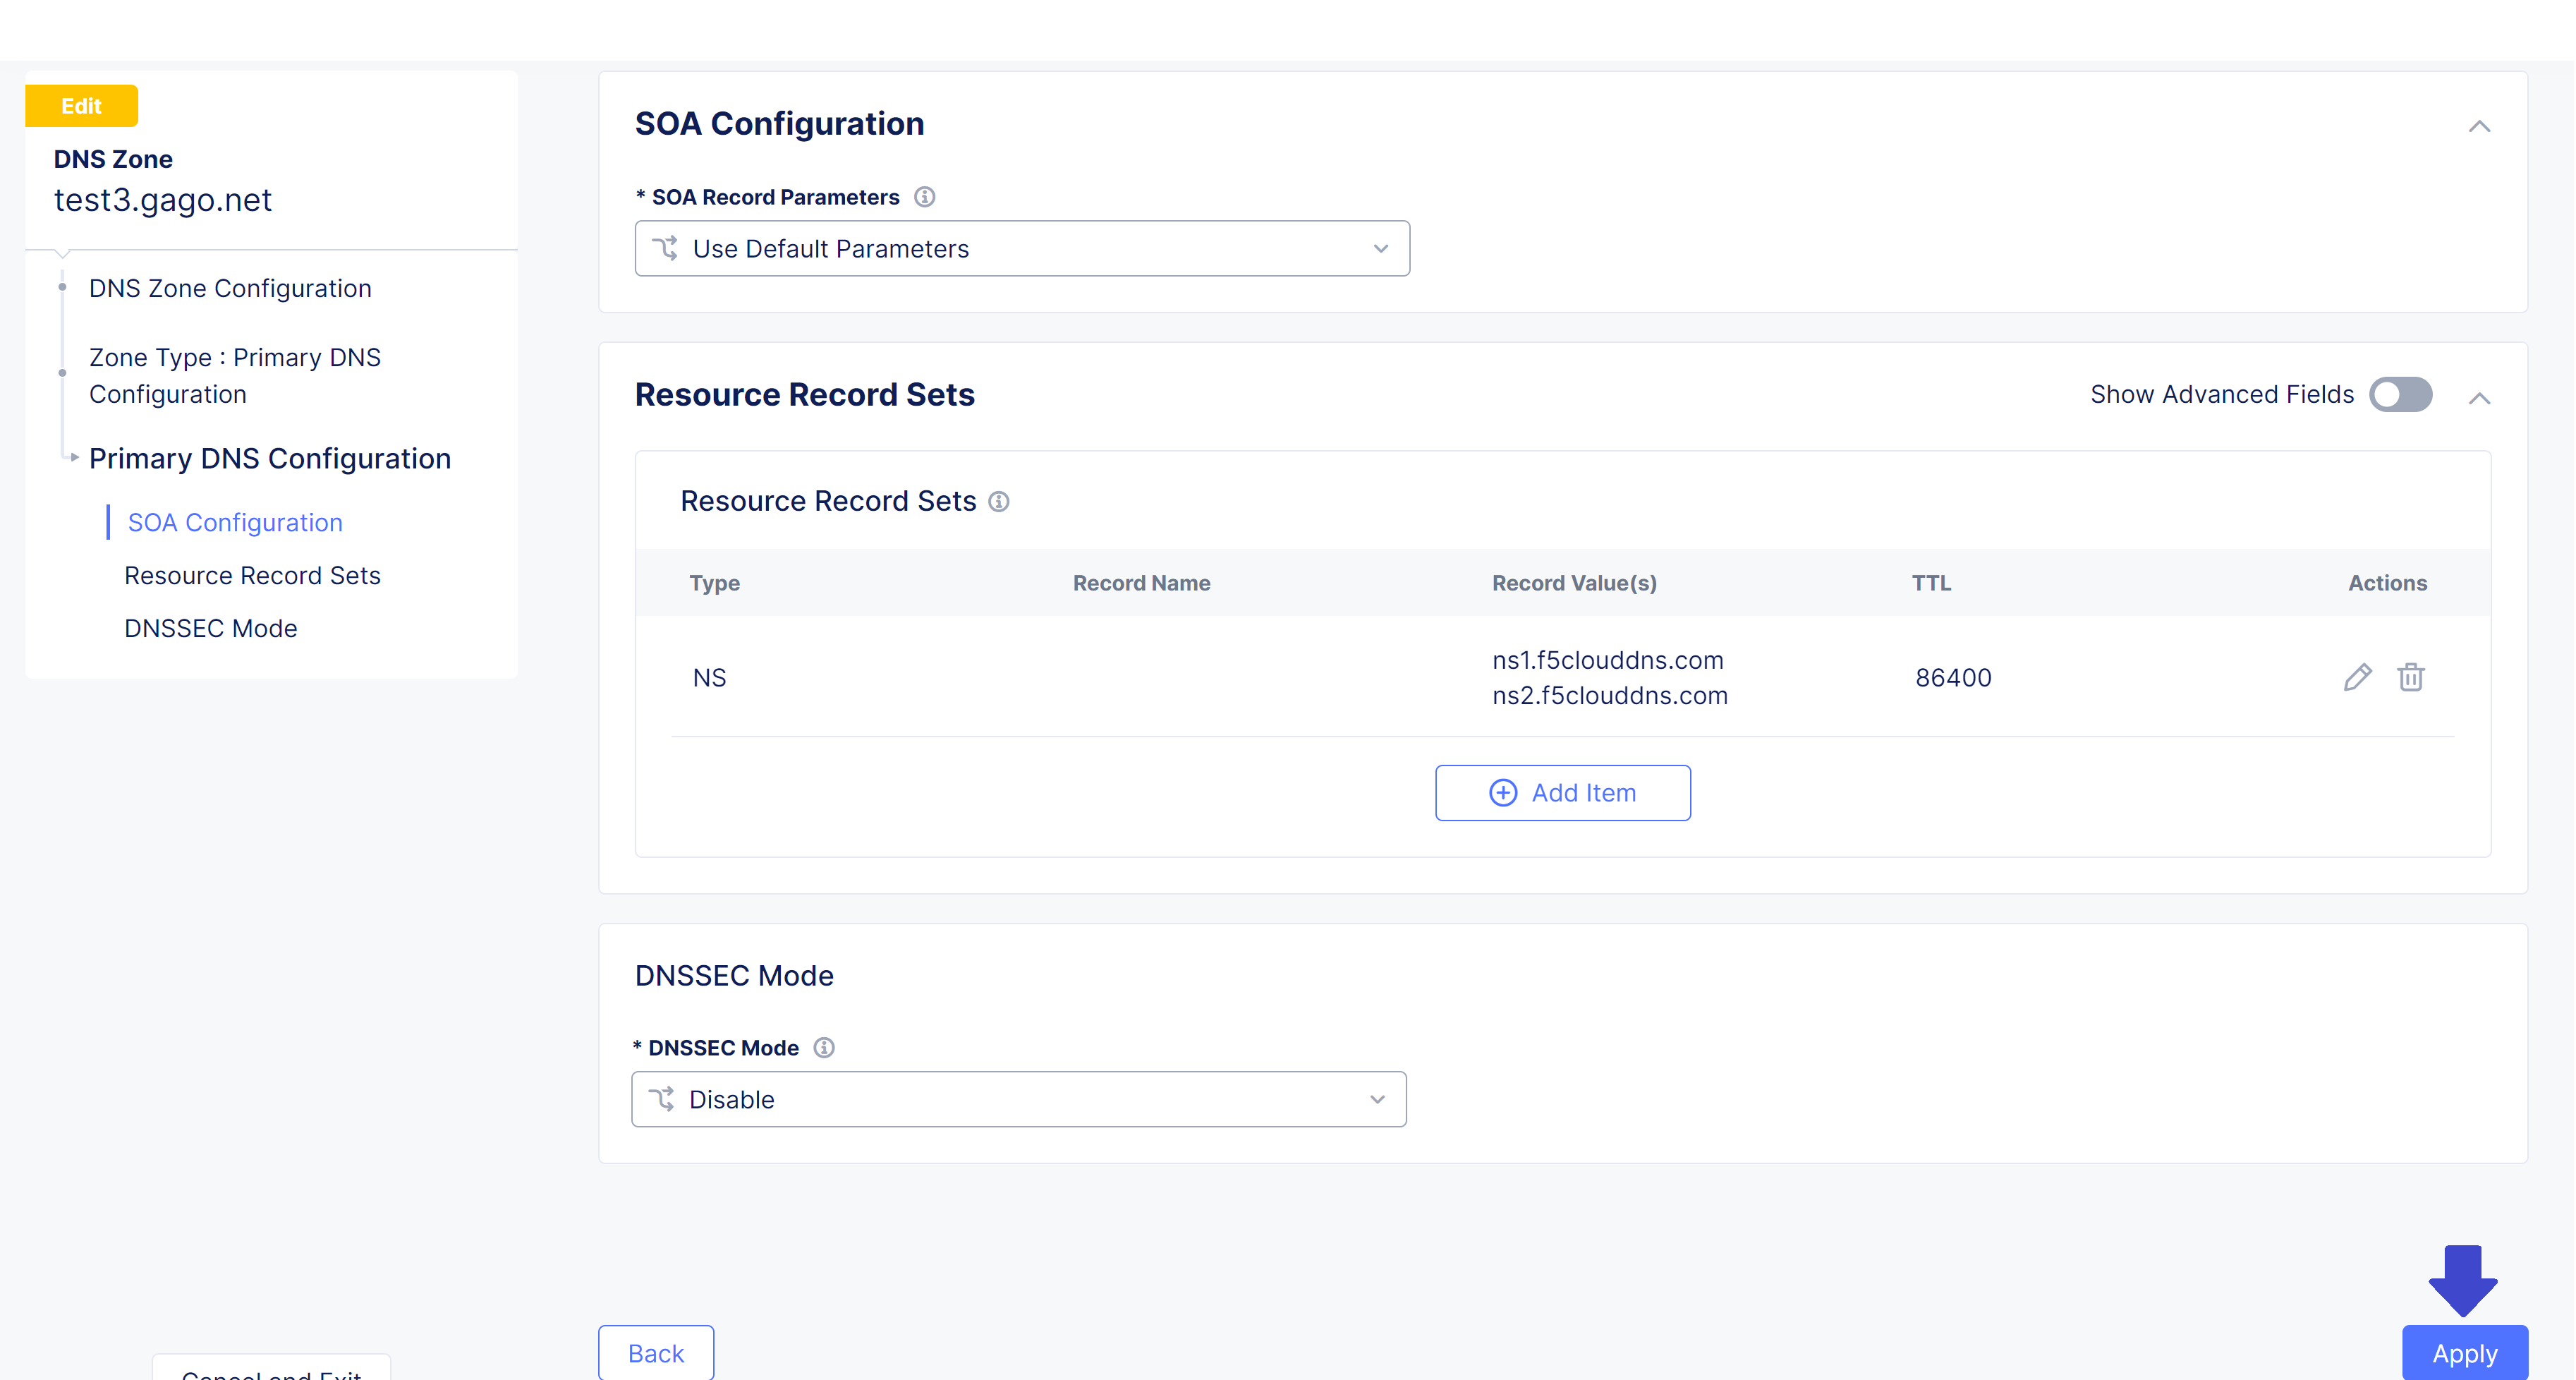 Edit
DNS Zone
test3.gago.net
DNS Zone Configuration
Zone Type : Primary DNS
Configuration
Primary DNS Configuration
SOA Configuration
Resource Record Sets
DNSSEC Mode
Cancel and Exit
SOA Configuration
* SOA Record Parameters
Use Default Parameters
Resource Record Sets
Show Advanced Fields
Resource Record Sets
Type Record Name Record Value(s) TTL Actions
NS ns1.f5clouddns.com 86400
ns2.f5clouddns.com
Add Item
DNSSEC Mode
* DNSSEC Mode
Disable
Back
Apply